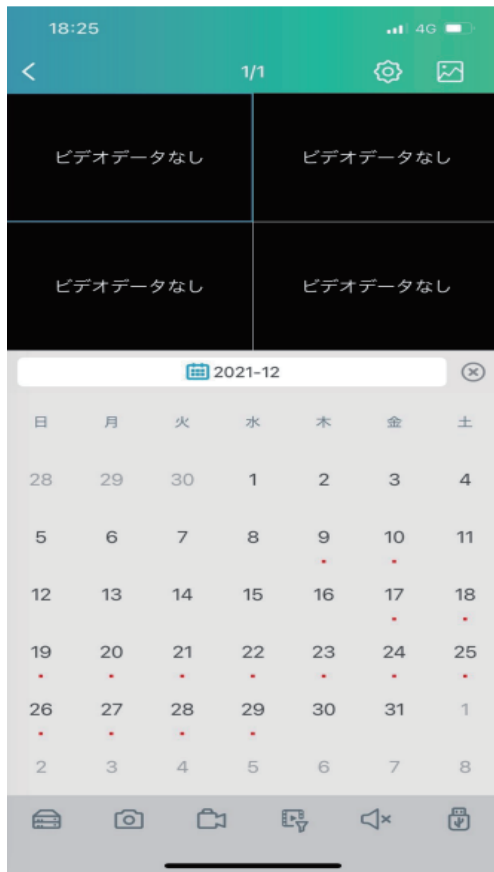 18:25 4G
1/1
ビデオデータなし ビデオデータなし
ビデオデータなし ビデオデータなし
2021-12
日 月 火 水 木 金 土
28 29 30 1 2 3 4
5 6 7 8 9 10 11
12 13 14 15 16 17 18
19 20 21 22 23 24 25
26 27 28 29 30 31 1
2 3 4 5 6 7 8